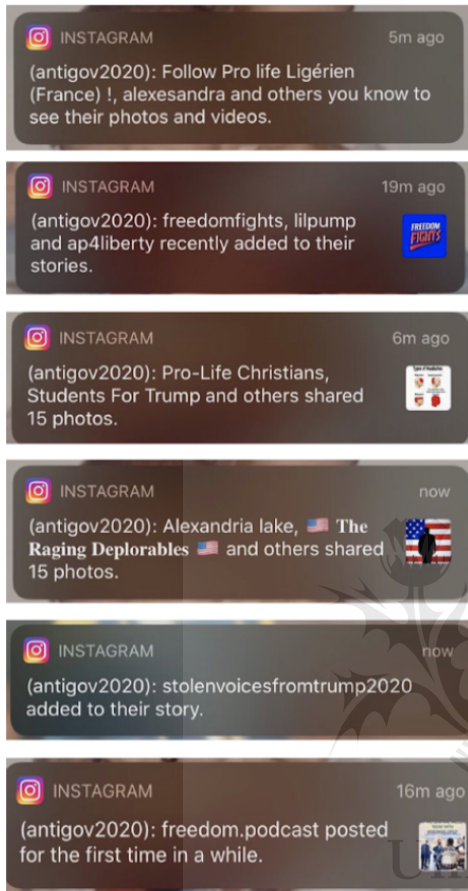 INSTAGRAM 5m ago
(antigov2020): Follow Pro life Ligérien
(France) !, alexesandra and others you know to
see their photos and videos.
INSTAGRAM 19m ago
(antigov2020): freedomfights, lilpump
and ap4liberty recently added to their
stories.
FREEDOM
FIGHTS
INSTAGRAM 6m ago
(antigov2020): Pro-Life Christians,
Students For Trump and others shared
15 photos.
Types of Headaches
INSTAGRAM now
(antigov2020): Alexandria lake, 🇺🇸 The
Raging Deplorables 🇺🇸 and others shared
15 photos.
INSTAGRAM now
(antigov2020): stolenvoicesfromtrump2020
added to their story.
INSTAGRAM 16m ago
(antigov2020): freedom.podcast posted
for the first time in a while.